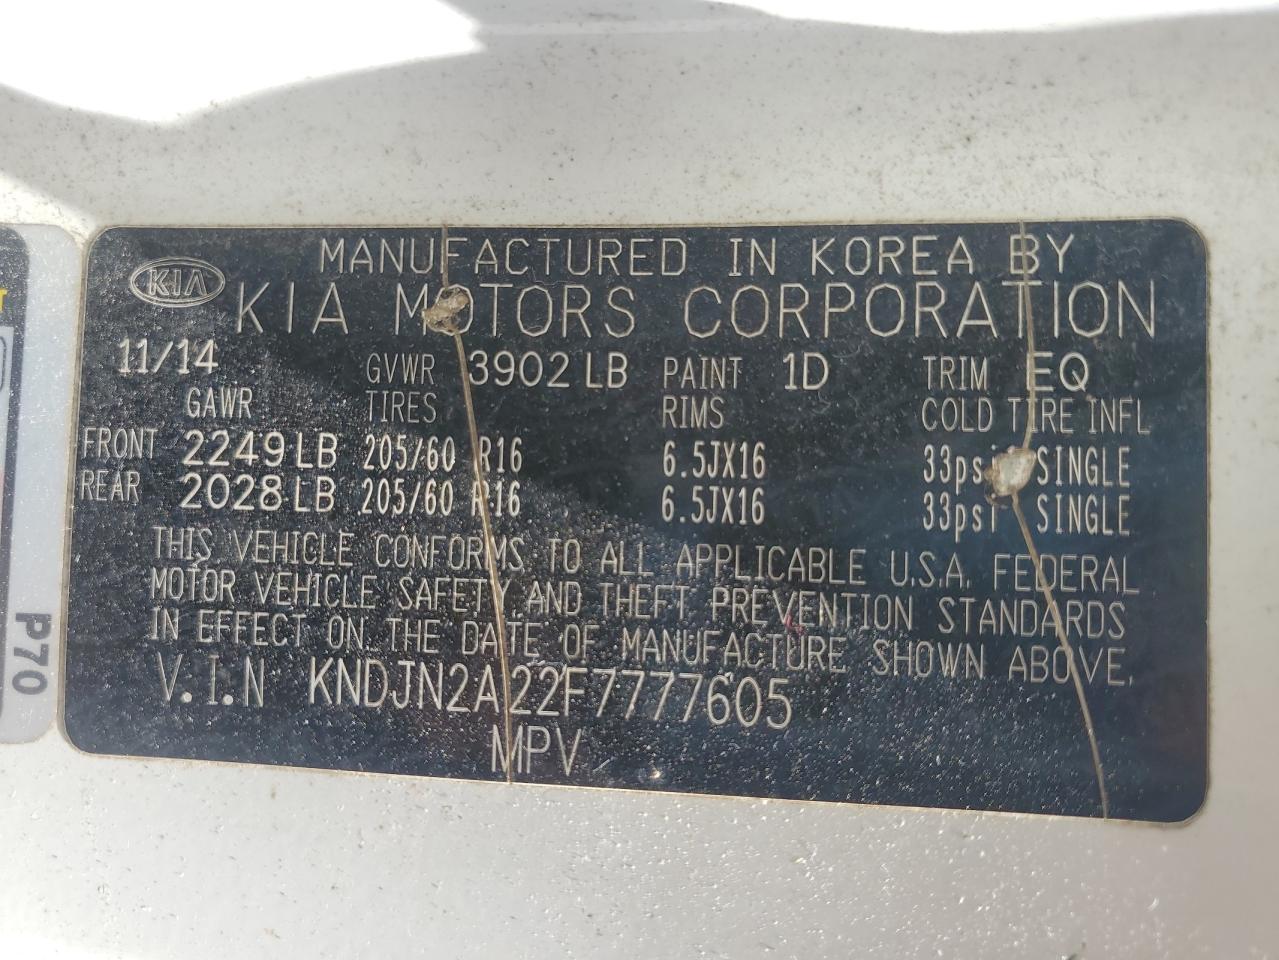 MANUFACTURED IN KOREA BY
KIA
KIA MOTORS CORPORATION
11/14 GVWR 3902 LB PAINT 1D TRIM EQ
GAWR TIRES RIMS COLD TIRE INFL
FRONT 2249 LB 205/60 R16 6.5JX16 33psi SINGLE
REAR 2028 LB 205/60 R16 6.5JX16 33psi SINGLE
THIS VEHICLE CONFORMS TO ALL APPLICABLE U.S.A. FEDERAL
MOTOR VEHICLE SAFETY AND THEFT PREVENTION STANDARDS
IN EFFECT ON THE DATE OF MANUFACTURE SHOWN ABOVE.
V.I.N KNDJN2A22F7777605
MPV
P70